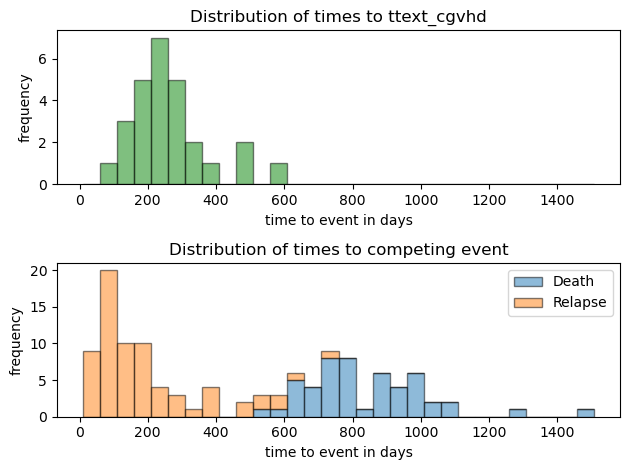 Distribution of times to ttext_cgvhd
frequency
6
4
2
0
0 200 400 600 800 1000 1200 1400
time to event in days
Distribution of times to competing event
frequency
20
15
10
5
0
Death
Relapse
0 200 400 600 800 1000 1200 1400
time to event in days